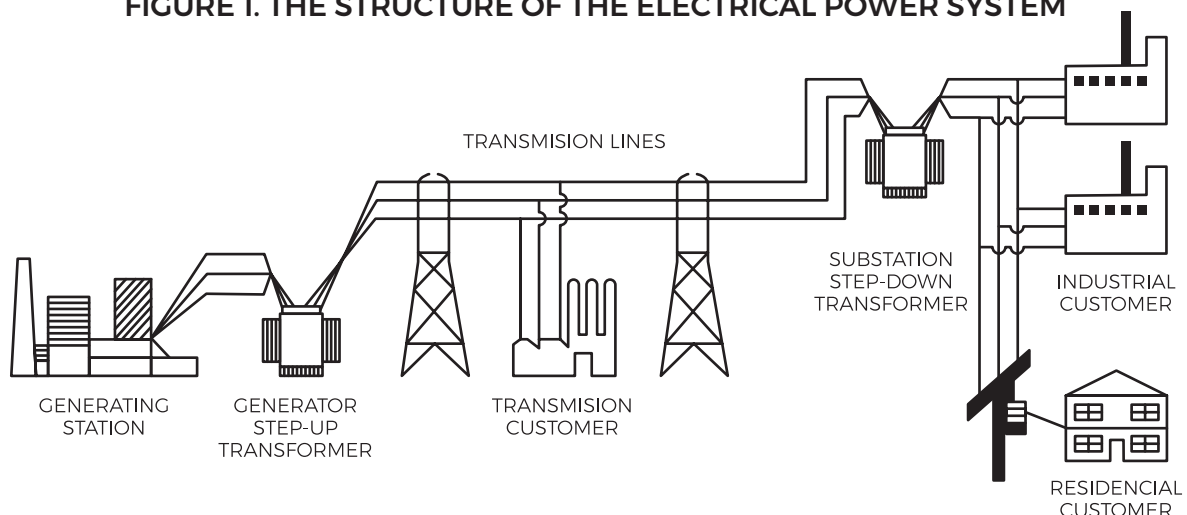 FIGURE 1. THE STRUCTURE OF THE ELECTRICAL POWER SYSTEM
TRANSMISION LINES
SUBSTATION
STEP-DOWN
TRANSFORMER
INDUSTRIAL
CUSTOMER
GENERATING
STATION
GENERATOR
STEP-UP
TRANSFORMER
TRANSMISION
CUSTOMER
RESIDENCIAL
CUSTOMER